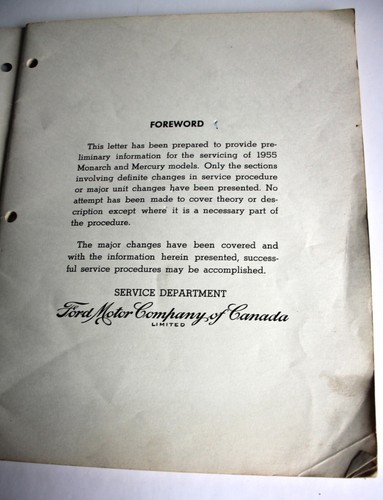 FOREWORD
This letter has been prepared to provide pre-
liminary information for the servicing of 1955
Monarch and Mercury models. Only the sections
involving definite changes in service procedure
or major unit changes have been presented. No
attempt has been made to cover theory or des-
cription except where it is a necessary part of
the procedure.
The major changes have been covered and
with the information herein presented, success-
ful service procedures may be accomplished.
SERVICE DEPARTMENT
Ford Motor Company of Canada
LIMITED